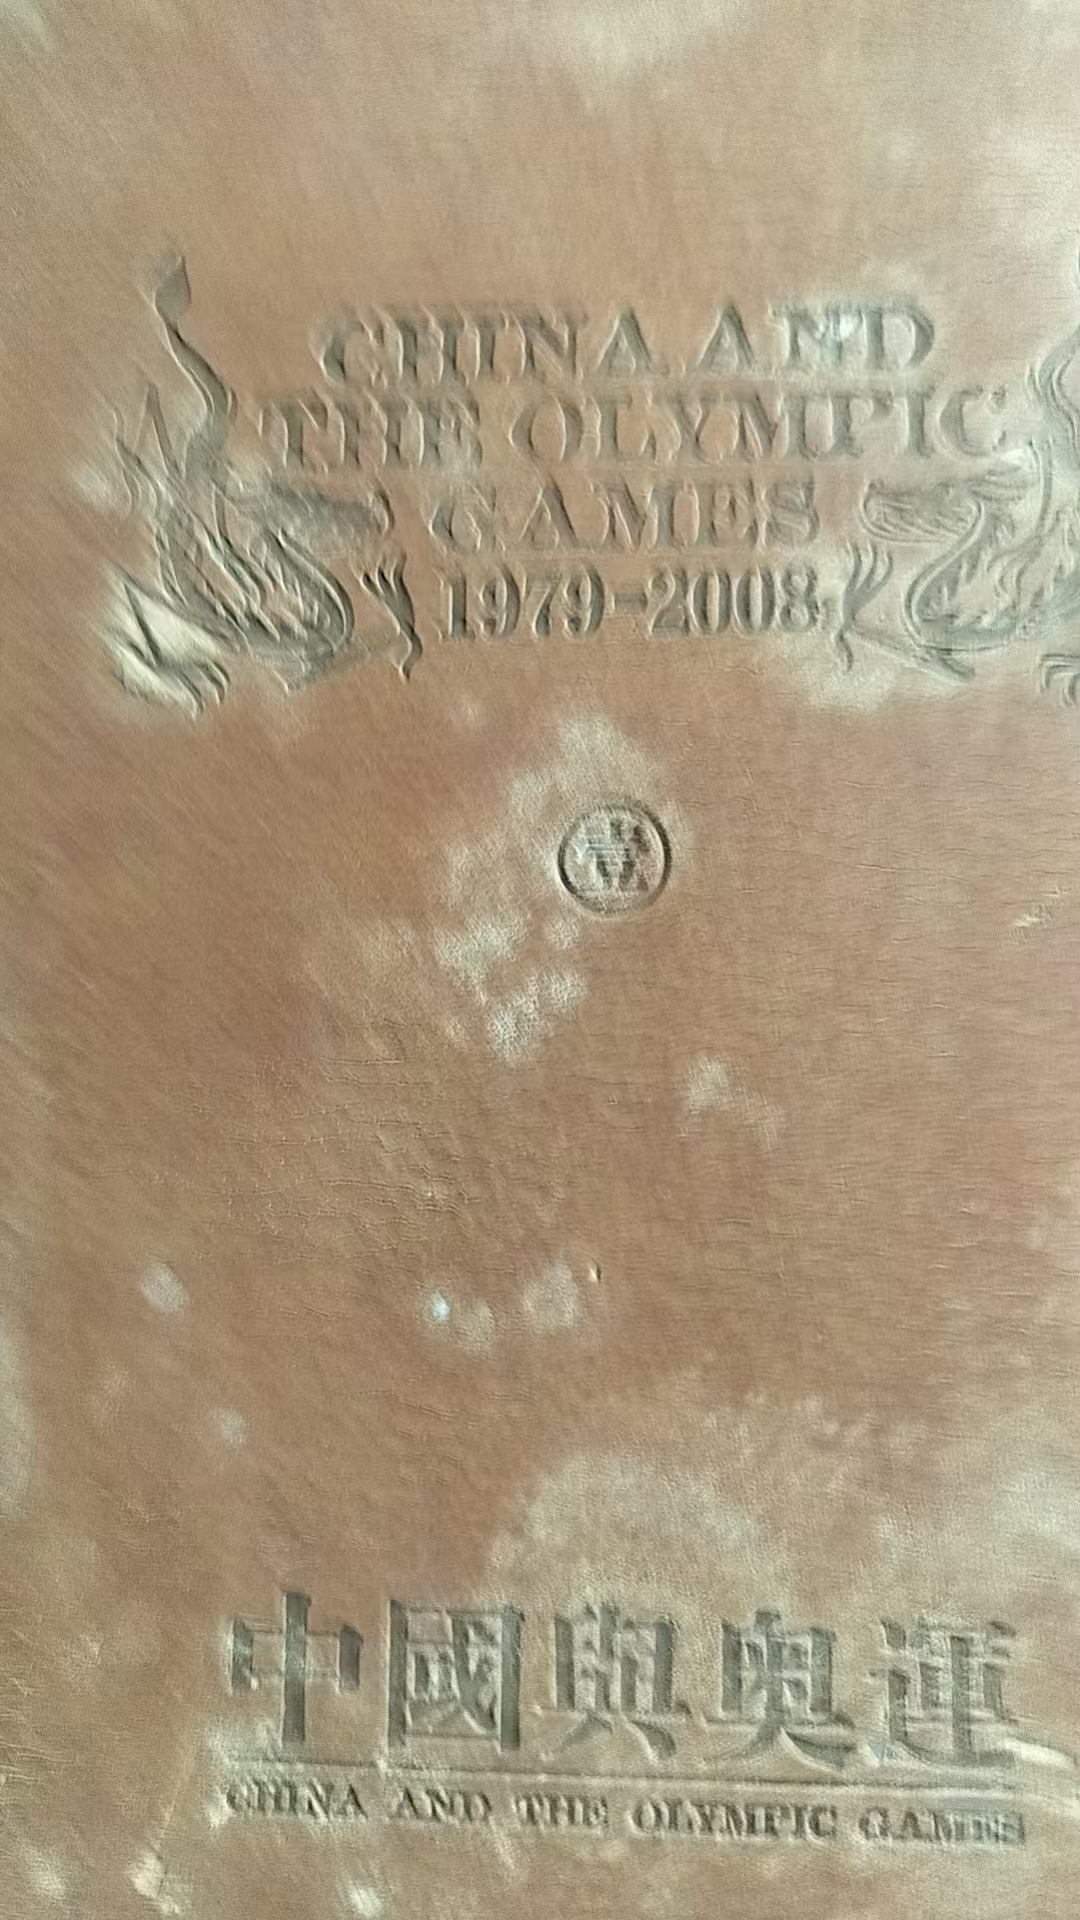 CHINA AND
THE OLYMPIC
GAMES
1979-2008
中國與奧運
CHINA AND THE OLYMPIC GAMES